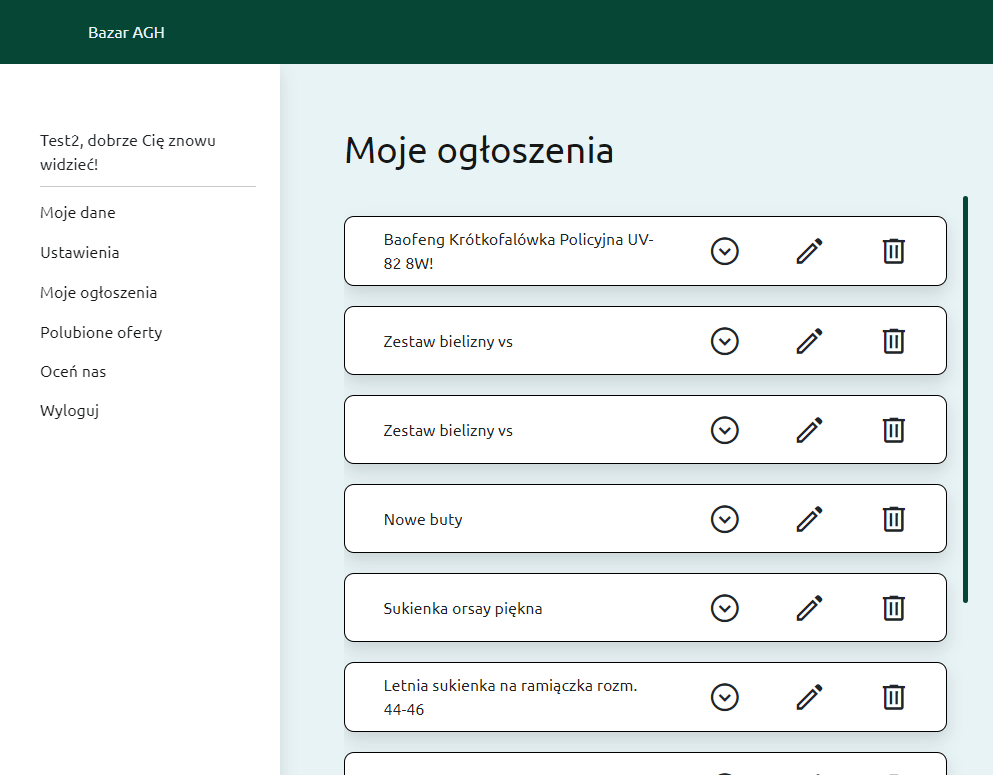 Bazar AGH
Test2, dobrze Cię znowu
widzieć!
Moje dane
Ustawienia
Moje ogłoszenia
Polubione oferty
Oceń nas
Wyloguj
Moje ogłoszenia
Baofeng Krótkofalówka Policyjna UV-
82 8W!
Zestaw bielizny vs
Zestaw bielizny vs
Nowe buty
Sukienka orsay piękna
Letnia sukienka na ramiączka rozm.
44-46